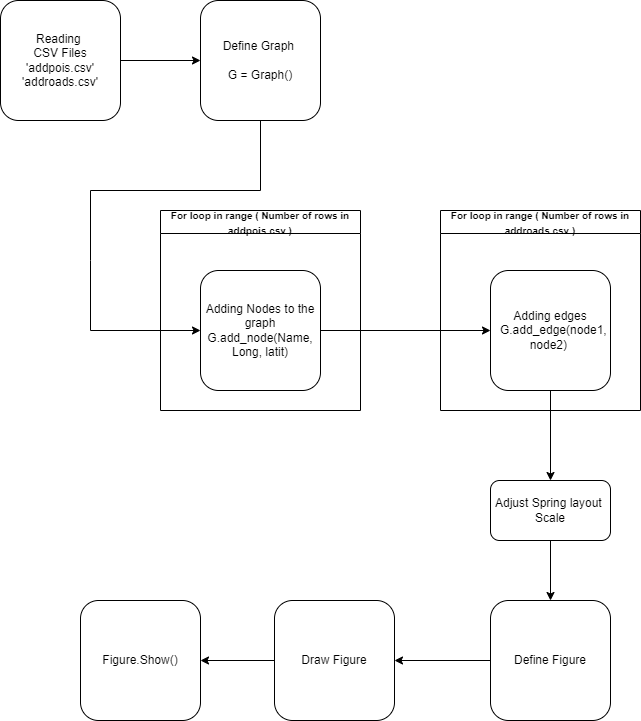 Reading
CSV Files
'addpois.csv'
'addroads.csv'
Define Graph
G = Graph()
For loop in range ( Number of rows in
addpois.csv )
For loop in range ( Number of rows in
addroads.csv )
Adding Nodes to the
graph
G.add_node(Name,
Long, latit)
Adding edges
G.add_edge(node1,
node2)
Adjust Spring layout
Scale
Figure.Show()
Draw Figure
Define Figure